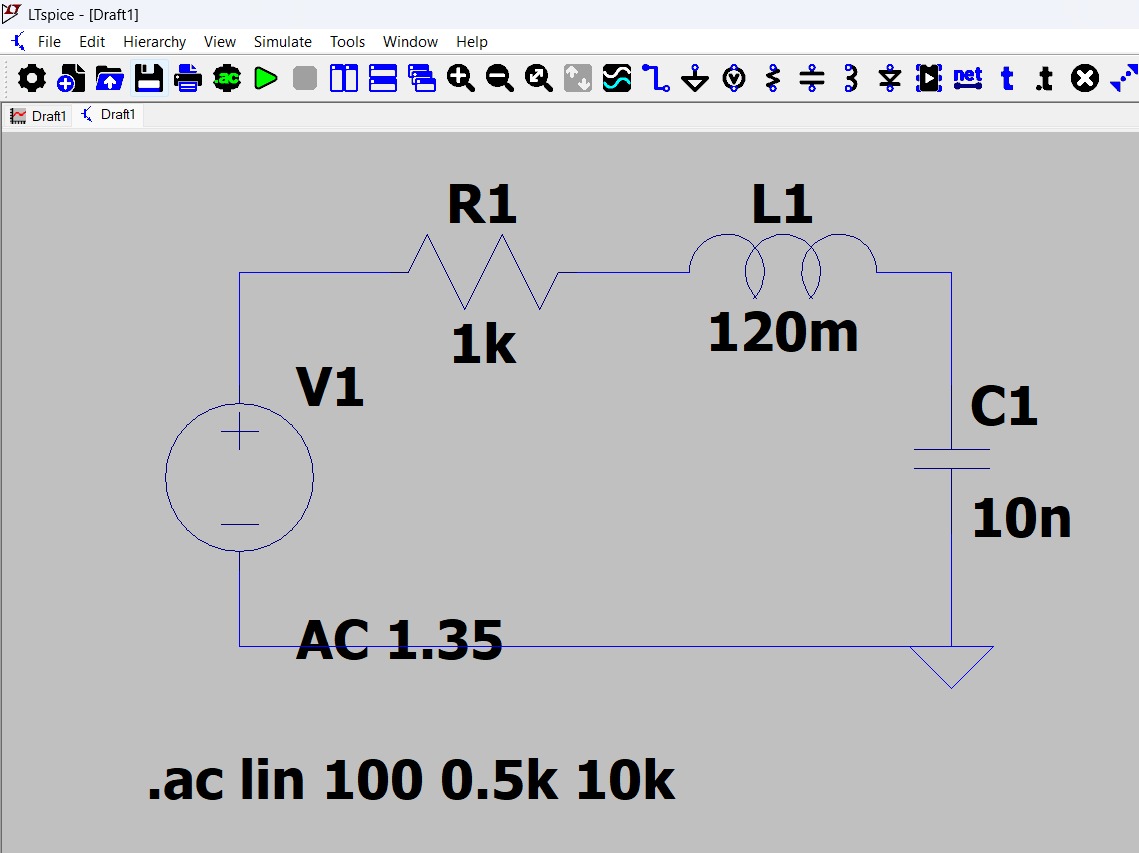 LTspice - [Draft1]
File Edit Hierarchy View Simulate Tools Window Help
.ac net t .t
Draft1 Draft1
R1
1k
L1
120m
V1
AC 1.35
C1
10n
.ac lin 100 0.5k 10k